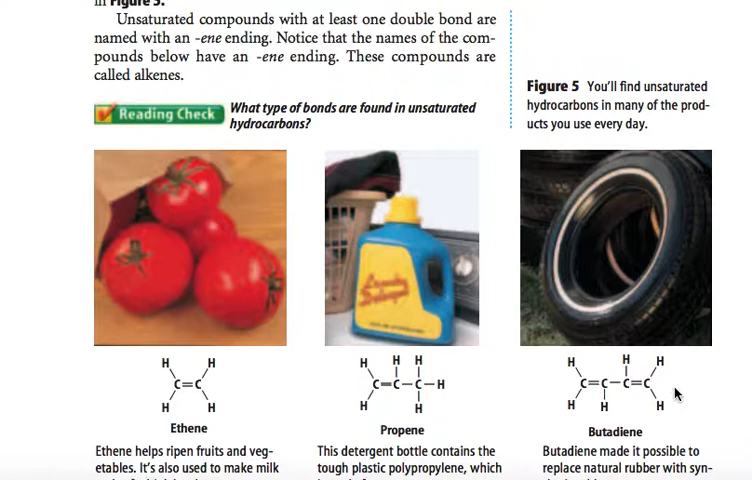 in Figure 5.
Unsaturated compounds with at least one double bond are
named with an -ene ending. Notice that the names of the com-
pounds below have an -ene ending. These compounds are
called alkenes.
Figure 5 You'll find unsaturated
hydrocarbons in many of the prod-
ucts you use every day.
Reading Check What type of bonds are found in unsaturated
hydrocarbons?
Laundry
Detergent
H H
C=C
H H
Ethene
Ethene helps ripen fruits and veg-
etables. It's also used to make milk
H H H
C=C-C-H
H H
Propene
This detergent bottle contains the
tough plastic polypropylene, which
H H H
C=C-C=C
H H H
Butadiene
Butadiene made it possible to
replace natural rubber with syn-